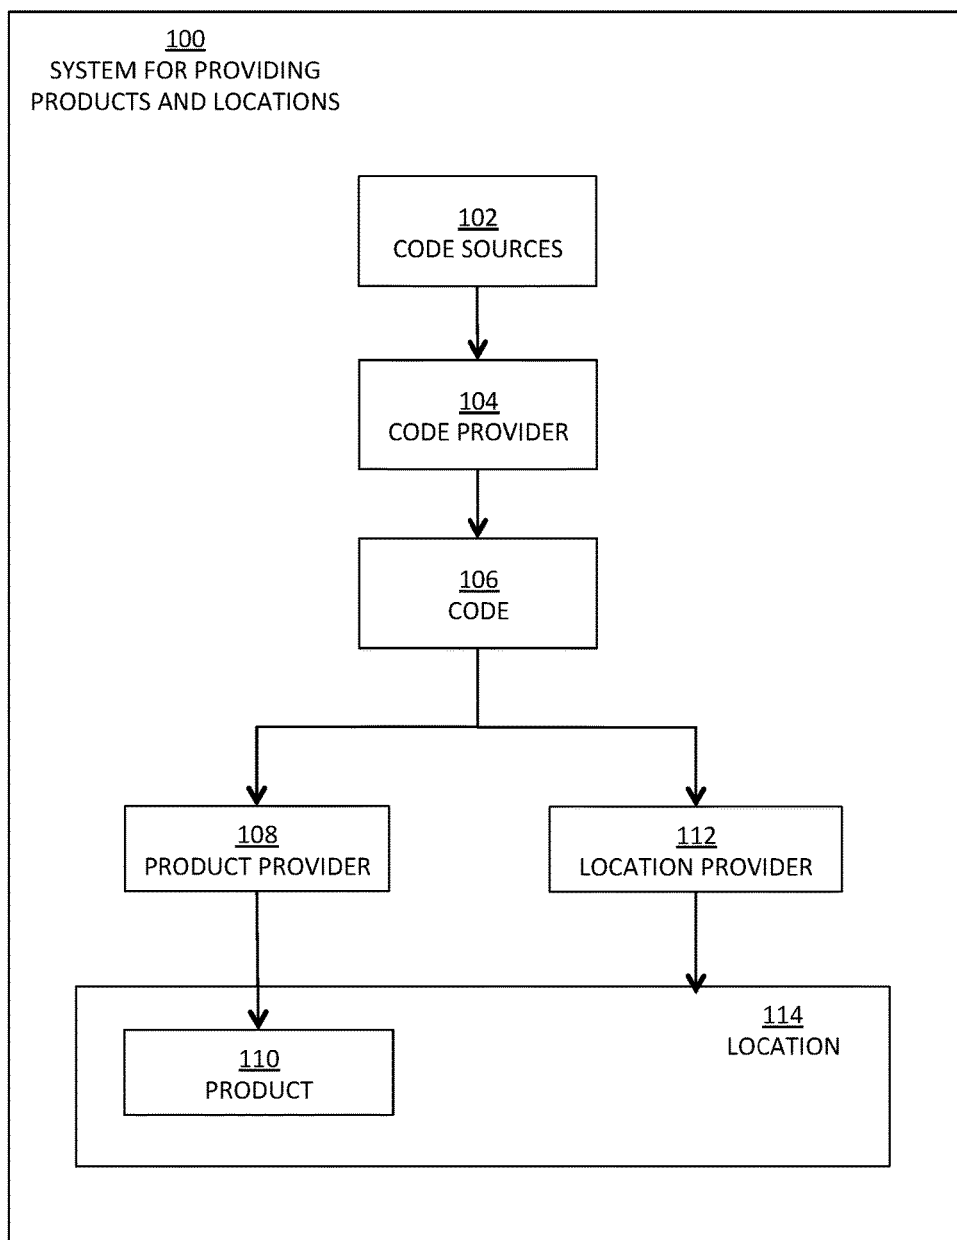 100
SYSTEM FOR PROVIDING
PRODUCTS AND LOCATIONS
102
CODE SOURCES
104
CODE PROVIDER
106
CODE
108
PRODUCT PROVIDER
112
LOCATION PROVIDER
114
LOCATION
110
PRODUCT